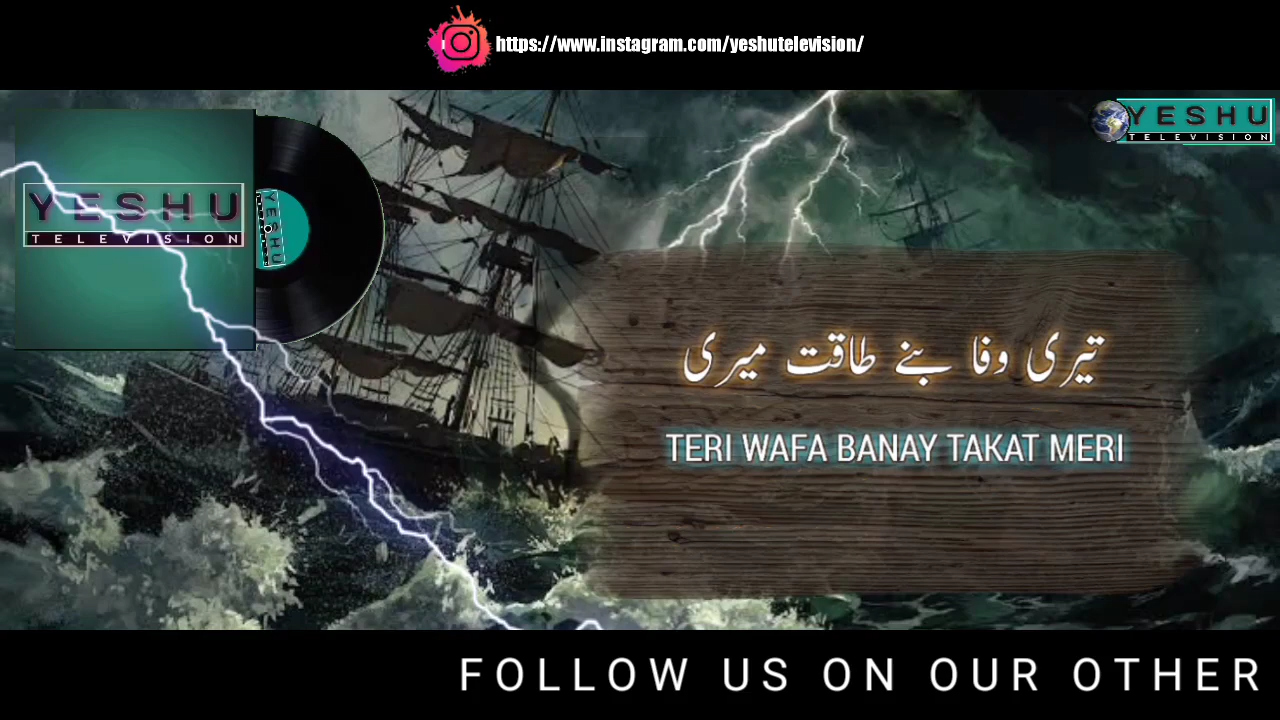 https://www.instagram.com/yeshutelevision/
YESHU
TELEVISION
YESHU
TELEVISION
YESHU
تیری وفا بنے طاقت میری
TERI WAFA BANAY TAKAT MERI
FOLLOW US ON OUR OTHER